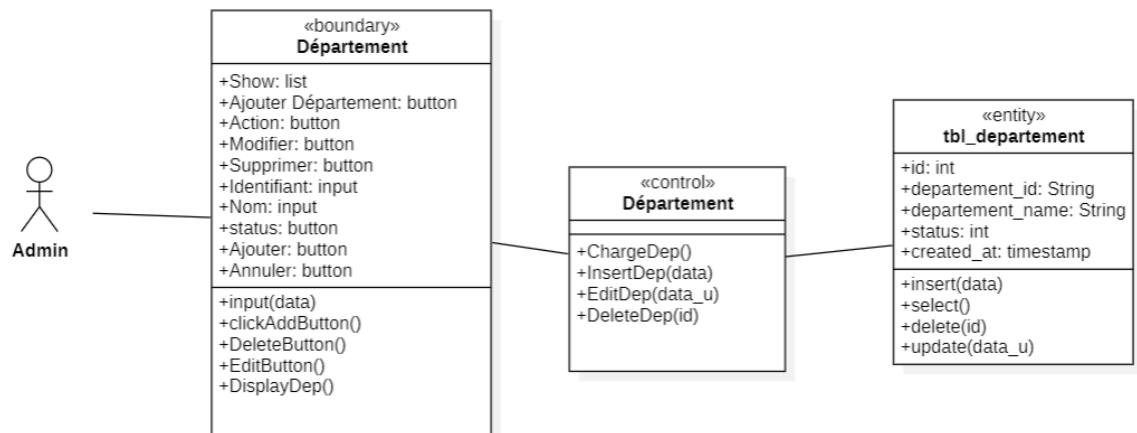 «boundary»
Département
+Show: list
+Ajouter Département: button
+Action: button
+Modifier: button
+Supprimer: button
+Identifiant: input
+Nom: input
+status: button
+Ajouter: button
+Annuler: button
+input(data)
+clickAddButton()
+DeleteButton()
+EditButton()
+DisplayDep()
Admin
«control»
Département
+ChargeDep()
+InsertDep(data)
+EditDep(data_u)
+DeleteDep(id)
«entity»
tbl_departement
+id: int
+departement_id: String
+departement_name: String
+status: int
+created_at: timestamp
+insert(data)
+select()
+delete(id)
+update(data_u)